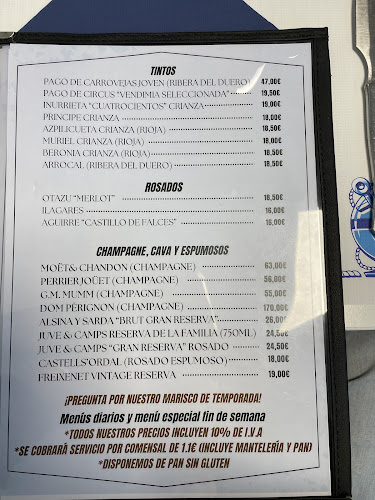 TINTOS
PAGO DE CARROVEJAS JOVEN (RIBERA DEL DUERO) 47,00€
PAGO DE CIRCUS "VENDIMIA SELECCIONADA" 19,50€
INURRIETA "CUATROCIENTOS" CRIANZA 19,00€
PRINCIPE CRIANZA 18,00€
AZPILICUETA CRIANZA (RIOJA) 18,50€
MURIEL CRIANZA (RIOJA) 18,00€
BERONIA CRIANZA (RIOJA) 18,50€
ARROCAL (RIBERA DEL DUERO) 18,50€
ROSADOS
OTAZU "MERLOT" 18,50€
ILAGARES 16,00€
AGUIRRE "CASTILLO DE FALCES" 16,00€
CHAMPAGNE, CAVA Y ESPUMOSOS
MOËT& CHANDON (CHAMPAGNE) 63,00€
PERRIER JOÜET (CHAMPAGNE) 56,00€
G.M. MUMM (CHAMPAGNE) 55,00€
DOM PÉRIGNON (CHAMPAGNE) 170,00€
ALSINA Y SARDA "BRUT GRAN RESERVA" 26,00€
JUVE & CAMPS RESERVA DE LA FAMILIA (750ML) 24,50€
JUVE & CAMPS "GRAN RESERVA" ROSADO 24,50€
CASTELLS'ORDAL (ROSADO ESPUMOSO) 18,00€
FREIXENET VINTAGE RESERVA 19,00€
¡PREGUNTA POR NUESTRO MARISCO DE TEMPORADA!
Menús diarios y menú especial fin de semana
*TODOS NUESTROS PRECIOS INCLUYEN 10% DE I.V.A
*SE COBRARÁ SERVICIO POR COMENSAL DE 1.1€ (INCLUYE MANTELERÍA Y PAN)
*DISPONEMOS DE PAN SIN GLUTEN